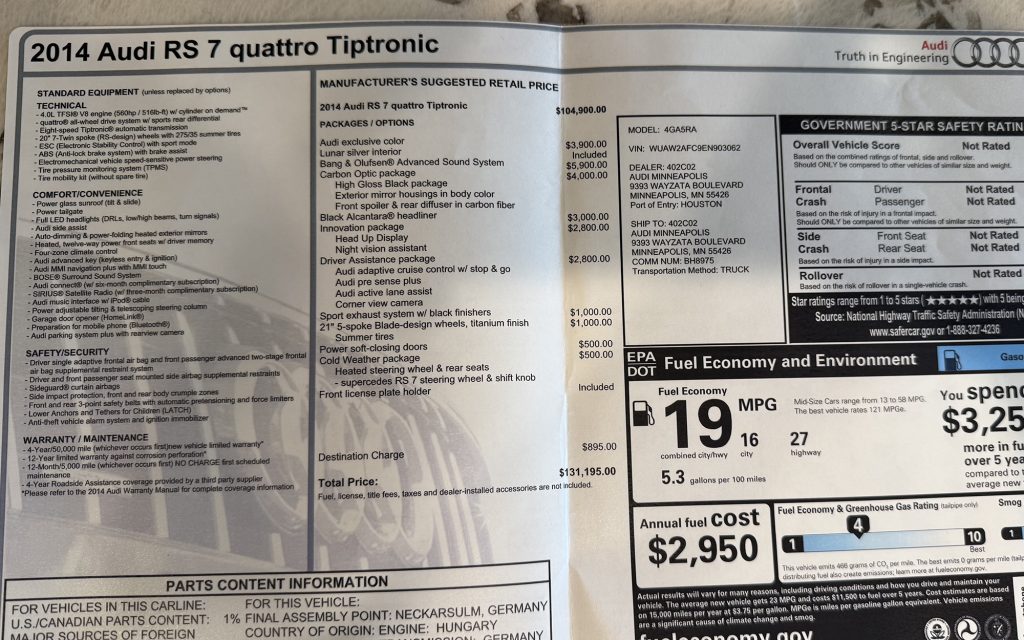 2014 Audi RS 7 quattro Tiptronic
Audi
Truth in Engineering
STANDARD EQUIPMENT (unless replaced by options)
TECHNICAL
- 4.0L TFSI® V8 engine (560hp / 516lb-ft) w/ cylinder on demand™
- quattro® all-wheel drive system w/ sports rear differential
- Eight-speed Tiptronic® automatic transmission
- 20" 7-Twin spoke (RS-design) wheels with 275/35 summer tires
- ESC (Electronic Stability Control) with sport mode
- ABS (Anti-lock Brake System) with brake assist
- Electromechanical vehicle speed-sensitive power steering
- Tire pressure monitoring system (TPMS)
- Tire mobility kit (without spare tire)
COMFORT/CONVENIENCE
- Power glass sunroof (tilt & slide)
- Power tailgate
- Full LED headlights (DRLs, low/high beams, turn signals)
- Audi side assist
- Auto-dimming & power-folding heated exterior mirrors
- Heated, twelve-way power front seats w/ driver memory
- Four-zone climate control
- Audi advanced key (keyless entry & ignition)
- Audi MMI navigation plus with MMI touch
- BOSE® Surround Sound System
- Audi connect® (w/ six-month complimentary subscription)
- SIRIUS® Satellite Radio (w/ three-month complimentary subscription)
- Audi music interface w/ iPod® cable
- Power adjustable tilting & telescoping steering column
- Garage door opener (HomeLink®)
- Preparation for mobile phone (Bluetooth®)
- Audi parking system plus with rearview camera
SAFETY/SECURITY
- Driver single adaptive frontal air bag and front passenger advanced two-stage frontal
air bag supplemental restraint system
- Driver and front passenger seat mounted side airbag supplemental restraints
- Sideguard® curtain airbags
- Side impact protection, front and rear body crumple zones
- Front and rear 3-point safety belts with automatic pretensioning and force limiters
- Lower Anchors and Tethers for Children (LATCH)
- Anti-theft vehicle alarm system and ignition immobilizer
WARRANTY / MAINTENANCE
- 4-Year/50,000 mile (whichever occurs first)new vehicle limited warranty*
- 12-Year limited warranty against corrosion perforation*
- 12-Month/5,000 mile (whichever occurs first) NO CHARGE first scheduled
maintenance
- 4-Year Roadside Assistance coverage provided by a third party supplier
*Please refer to the 2014 Audi Warranty Manual for complete coverage information
MANUFACTURER'S SUGGESTED RETAIL PRICE
2014 Audi RS 7 quattro Tiptronic $104,900.00
PACKAGES / OPTIONS
Audi exclusive color $3,900.00
Lunar silver interior Included
Bang & Olufsen® Advanced Sound System $5,900.00
Carbon Optic package $4,000.00
High Gloss Black package
Exterior mirror housings in body color
Front spoiler & rear diffuser in carbon fiber
Black Alcantara® headliner $3,000.00
Innovation package $2,800.00
Head Up Display
Night vision assistant
Driver Assistance package $2,800.00
Audi adaptive cruise control w/ stop & go
Audi pre sense plus
Audi active lane assist
Corner view camera
Sport exhaust system w/ black finishers $1,000.00
21" 5-spoke Blade-design wheels, titanium finish $1,000.00
Summer tires
Power soft-closing doors $500.00
Cold Weather package $500.00
Heated steering wheel & rear seats
- supercedes RS 7 steering wheel & shift knob
Front license plate holder Included
Destination Charge $895.00
Total Price: $131,195.00
Fuel, license, title fees, taxes and dealer-installed accessories are not included.
MODEL: 4GA5RA
VIN: WUAW2AFC9EN903062
DEALER: 402C02
AUDI MINNEAPOLIS
9393 WAYZATA BOULEVARD
MINNEAPOLIS, MN 55426
Port of Entry: HOUSTON
SHIP TO: 402C02
AUDI MINNEAPOLIS
9393 WAYZATA BOULEVARD
MINNEAPOLIS, MN 55426
COMM NUM: BH8975
Transportation Method: TRUCK
GOVERNMENT 5-STAR SAFETY RATIN
Overall Vehicle Score Not Rated
Based on the combined ratings of frontal, side and rollover.
Should ONLY be compared to other vehicles of similar size and weight.
Frontal Driver Not Rated
Crash Passenger Not Rated
Based on the risk of injury in a frontal impact.
Should ONLY be compared to other vehicles of similar size and weight.
Side Front Seat Not Rated
Crash Rear Seat Not Rated
Based on the risk of injury in a side impact.
Rollover Not Rated
Based on the risk of rollover in a single-vehicle crash.
Star ratings range from 1 to 5 stars (★★★★★) with 5 being
Source: National Highway Traffic Safety Administration (N
www.safercar.gov or 1-888-327-4236
EPA
DOT
Fuel Economy and Environment
Gaso
Fuel Economy
19 MPG
combined city/hwy
16
city
27
highway
5.3 gallons per 100 miles
Mid-Size Cars range from 13 to 58 MPG.
The best vehicle rates 121 MPGe.
You spend
$3,25
more in fu
over 5 yea
compared to t
average new
Annual fuel cost
$2,950
Fuel Economy & Greenhouse Gas Rating (tailpipe only)
Smog
4
1
10
Best
1
This vehicle emits 466 grams of CO2 per mile. The best emits 0 grams per mile (tailp
distributing fuel also create emissions; learn more at fueleconomy.gov.
Actual results will vary for many reasons, including driving conditions and how you drive and maintain your
vehicle. The average new vehicle gets 23 MPG and costs $11,500 to fuel over 5 years. Cost estimates are based
on 15,000 miles per year at $3.75 per gallon. MPGe is miles per gasoline gallon equivalent. Vehicle emissions
are a significant cause of climate change and smog.
fueleconomy.gov
PARTS CONTENT INFORMATION
FOR VEHICLES IN THIS CARLINE:
U.S./CANADIAN PARTS CONTENT: 1%
MAJOR SOURCES OF FOREIGN
FOR THIS VEHICLE:
FINAL ASSEMBLY POINT: NECKARSULM, GERMANY
COUNTRY OF ORIGIN: ENGINE: HUNGARY
GERMANY